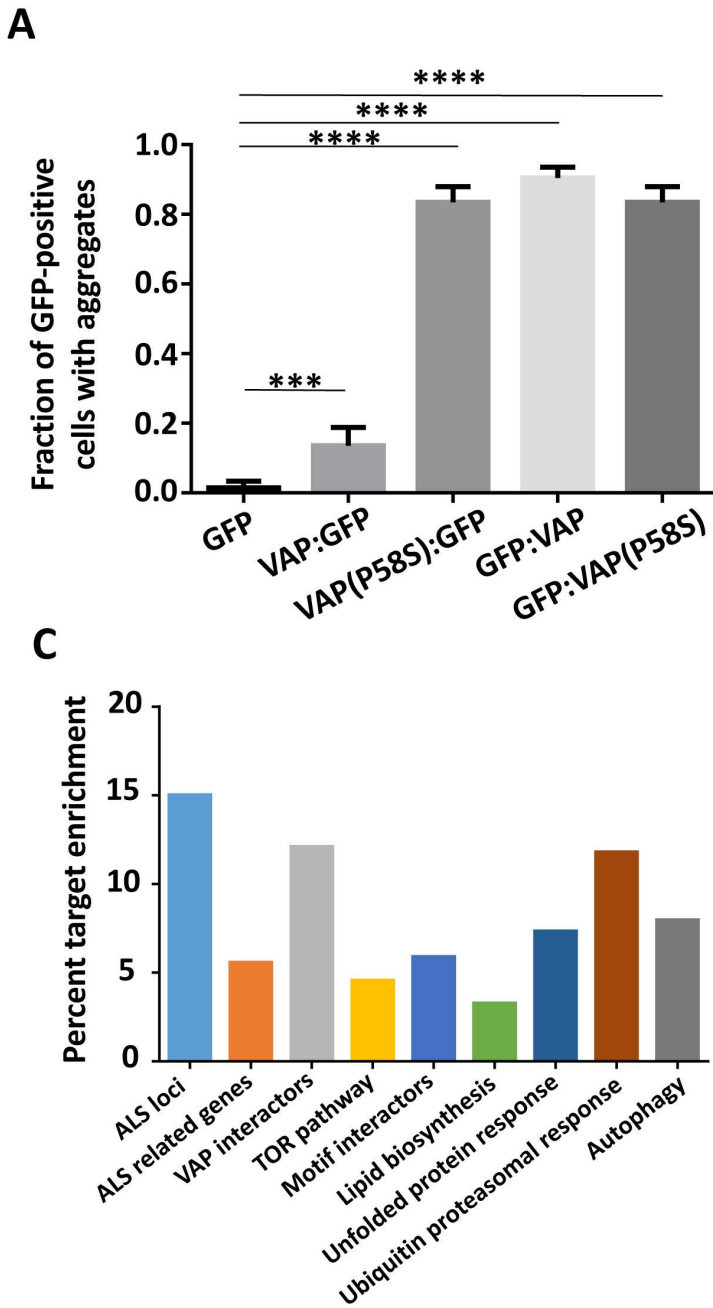 A
****
****
****
***
Fraction of GFP-positive
cells with aggregates
1.0
0.8
0.6
0.4
0.2
0.0
GFP
VAP:GFP
VAP(P58S):GFP
GFP:VAP
GFP:VAP(P58S)
C
Percent target enrichment
20
15
10
5
0
ALS loci
ALS related genes
VAP interactors
TOR pathway
Motif interactors
Lipid biosynthesis
Unfolded protein response
Ubiquitin proteasomal response
Autophagy